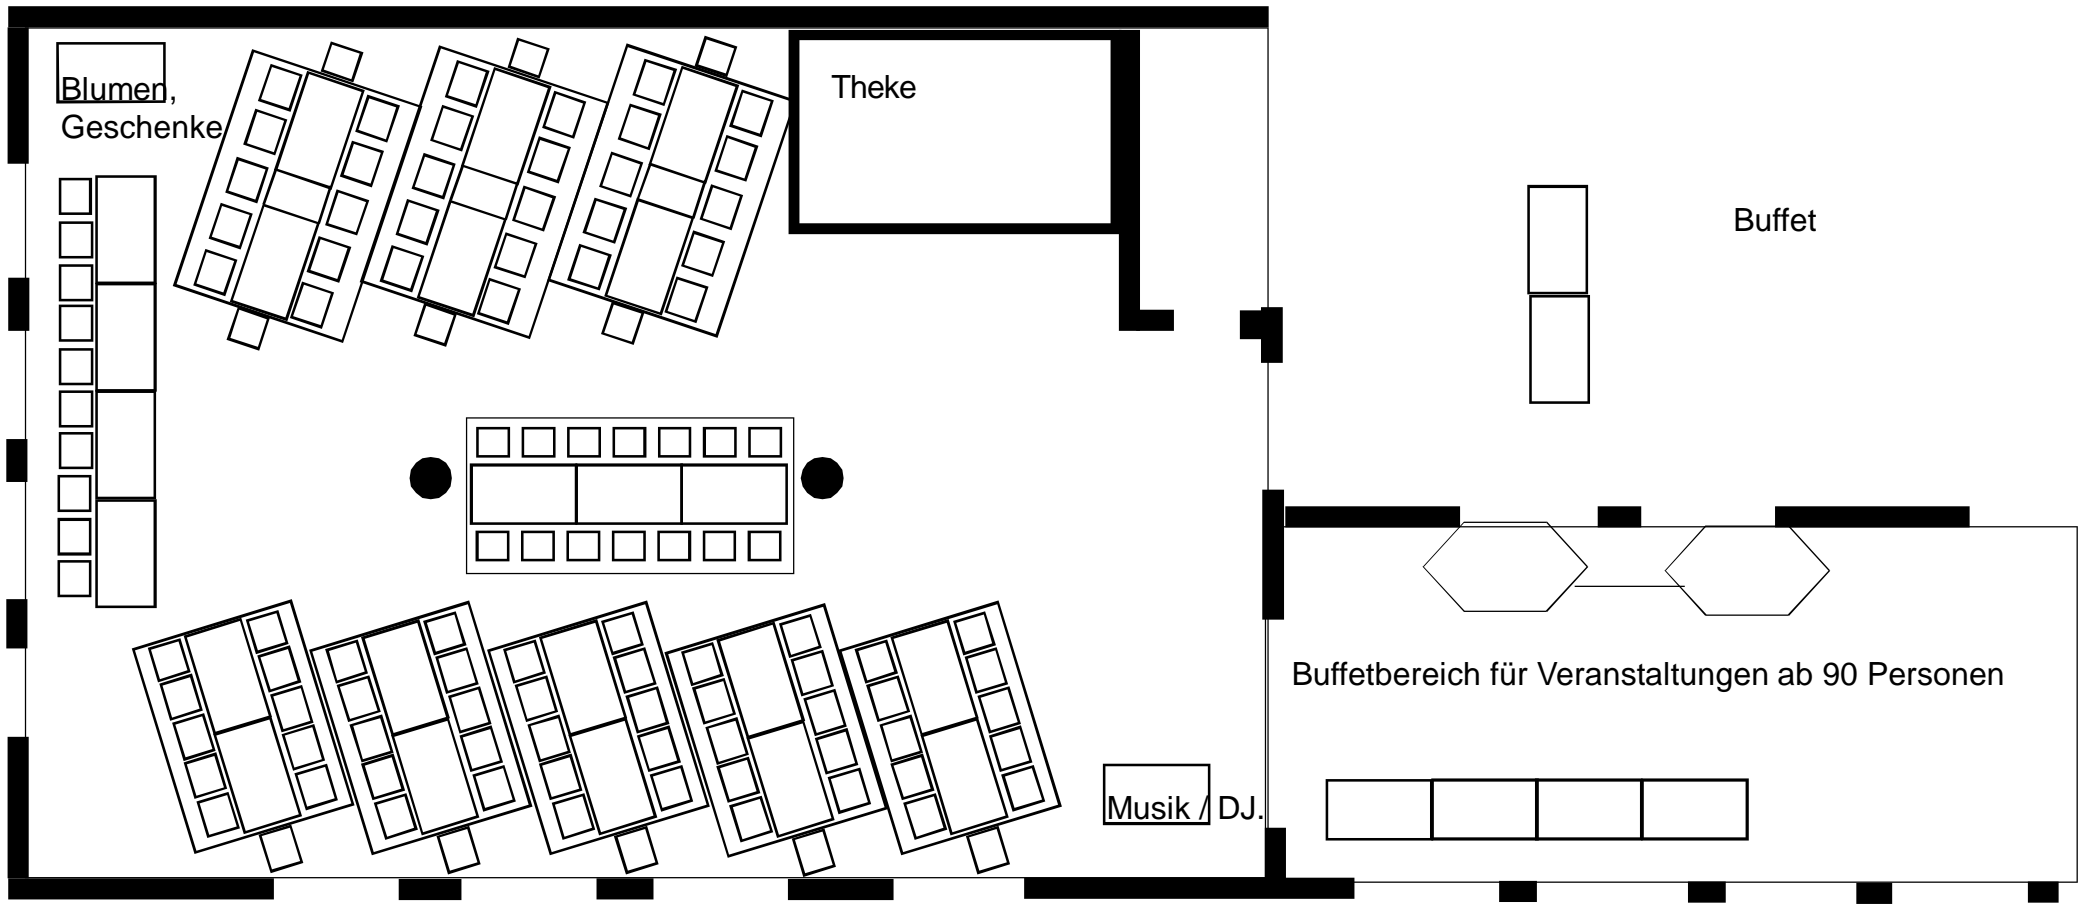 Blumen,
Geschenke
Theke
Buffet
Buffetbereich für Veranstaltungen ab 90 Personen
Musik / DJ.